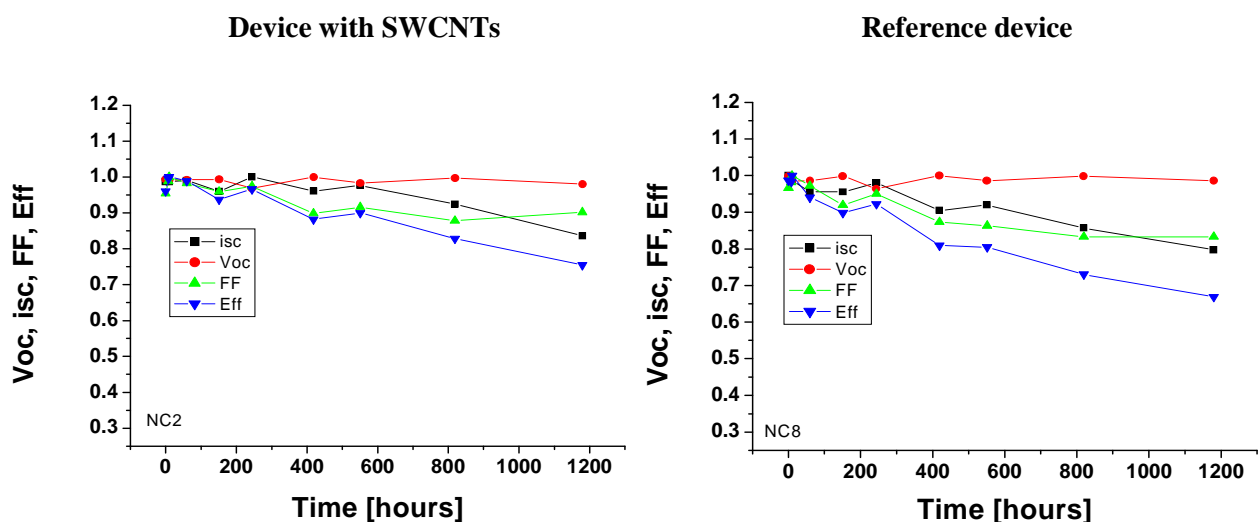 Device with SWCNTs
Reference device
Voc, isc, FF, Eff
1.2
1.1
1.0
0.9
0.8
0.7
0.6
0.5
0.4
0.3
isc
Voc
FF
Eff
NC2
0 200 400 600 800 1000 1200
Time [hours]
Voc, isc, FF, Eff
1.2
1.1
1.0
0.9
0.8
0.7
0.6
0.5
0.4
0.3
isc
Voc
FF
Eff
NC8
0 200 400 600 800 1000 1200
Time [hours]